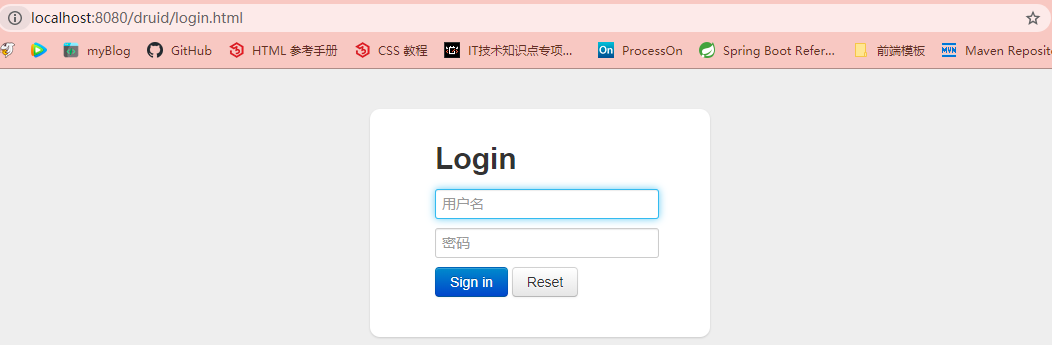 localhost:8080/druid/login.html
myBlog GitHub HTML 参考手册 CSS 教程 IT技术知识点专项... On ProcessOn Spring Boot Refer... 前端模板 MVN Maven Reposit
Login
用户名
密码
Sign in Reset